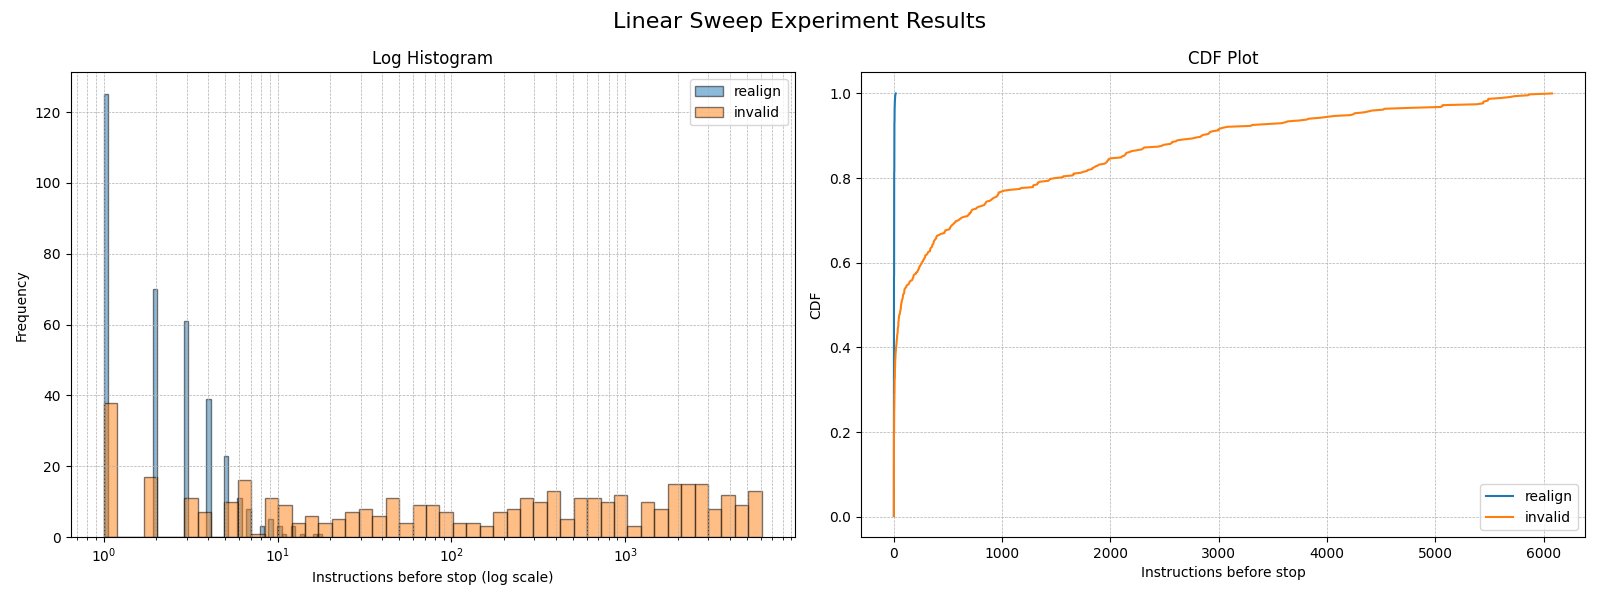 Linear Sweep Experiment Results
Log Histogram
realign
invalid
120
100
80
60
40
20
0
Frequency
10⁰
10¹
10²
10³
Instructions before stop (log scale)
CDF Plot
1.0
0.8
0.6
0.4
0.2
0.0
CDF
realign
invalid
0
1000
2000
3000
4000
5000
6000
Instructions before stop